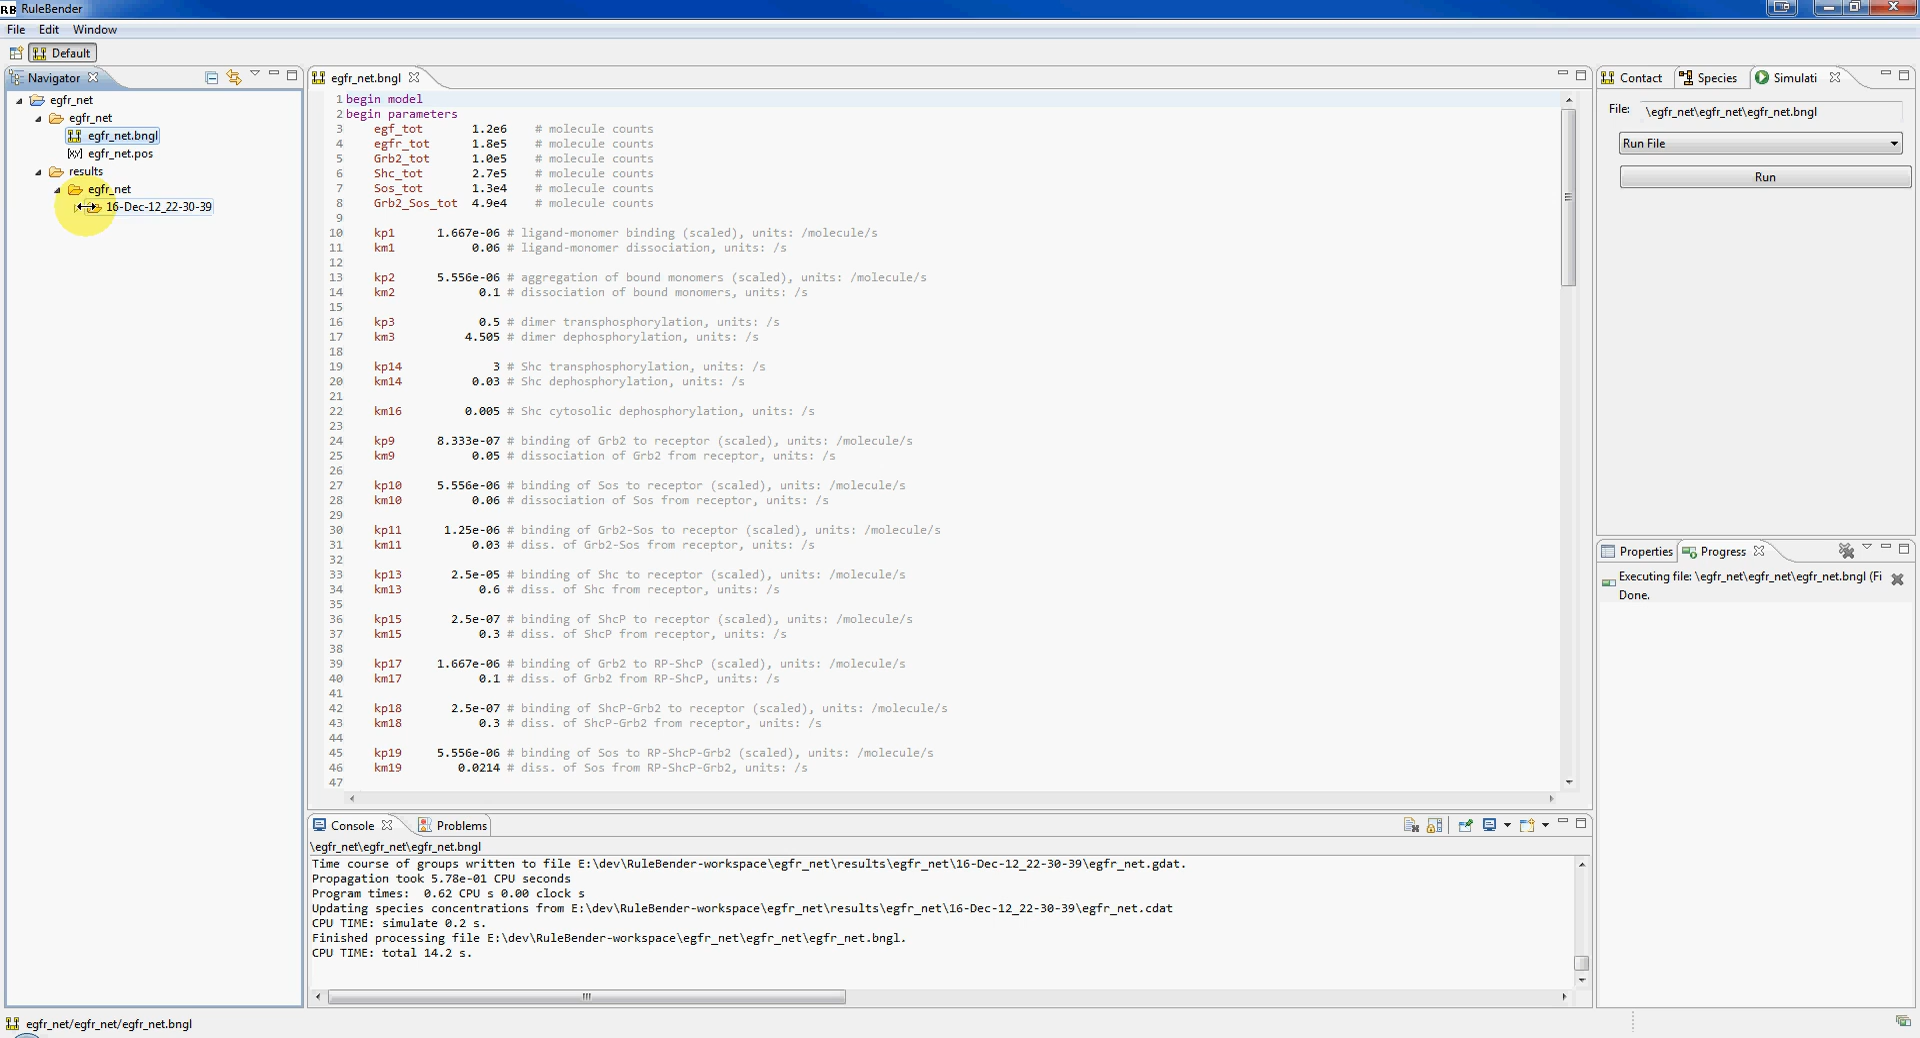 RB RuleBender
File Edit Window
Default
Navigator
egfr_net
egfr_net
egfr_net.bngl
egfr_net.pos
results
egfr_net
16-Dec-12_22-30-39
egfr_net.bngl
1 begin model
2 begin parameters
3 egf_tot 1.2e6 # molecule counts
4 egfr_tot 1.8e5 # molecule counts
5 Grb2_tot 1.0e5 # molecule counts
6 Shc_tot 2.7e5 # molecule counts
7 Sos_tot 1.3e4 # molecule counts
8 Grb2_Sos_tot 4.9e4 # molecule counts
9
10 kp1 1.667e-06 # ligand-monomer binding (scaled), units: /molecule/s
11 km1 0.06 # ligand-monomer dissociation, units: /s
12
13 kp2 5.556e-06 # aggregation of bound monomers (scaled), units: /molecule/s
14 km2 0.1 # dissociation of bound monomers, units: /s
15
16 kp3 0.5 # dimer transphosphorylation, units: /s
17 km3 4.505 # dimer dephosphorylation, units: /s
18
19 kp14 3 # Shc transphosphorylation, units: /s
20 km14 0.03 # Shc dephosphorylation, units: /s
21
22 km16 0.005 # Shc cytosolic dephosphorylation, units: /s
23
24 kp9 8.333e-07 # binding of Grb2 to receptor (scaled), units: /molecule/s
25 km9 0.05 # dissociation of Grb2 from receptor, units: /s
26
27 kp10 5.556e-06 # binding of Sos to receptor (scaled), units: /molecule/s
28 km10 0.06 # dissociation of Sos from receptor, units: /s
29
30 kp11 1.25e-06 # binding of Grb2-Sos to receptor (scaled), units: /molecule/s
31 km11 0.03 # diss. of Grb2-Sos from receptor, units: /s
32
33 kp13 2.5e-05 # binding of Shc to receptor (scaled), units: /molecule/s
34 km13 0.6 # diss. of Shc from receptor, units: /s
35
36 kp15 2.5e-07 # binding of ShcP to receptor (scaled), units: /molecule/s
37 km15 0.3 # diss. of ShcP from receptor, units: /s
38
39 kp17 1.667e-06 # binding of Grb2 to RP-ShcP (scaled), units: /molecule/s
40 km17 0.1 # diss. of Grb2 from RP-ShcP, units: /s
41
42 kp18 2.5e-07 # binding of ShcP-Grb2 to receptor (scaled), units: /molecule/s
43 km18 0.3 # diss. of ShcP-Grb2 from receptor, units: /s
44
45 kp19 5.556e-06 # binding of Sos to RP-ShcP-Grb2 (scaled), units: /molecule/s
46 km19 0.0214 # diss. of Sos from RP-ShcP-Grb2, units: /s
47
Console Problems
\egfr_net\egfr_net\egfr_net.bngl
Time course of groups written to file E:\dev\RuleBender-workspace\egfr_net\results\egfr_net\16-Dec-12_22-30-39\egfr_net.gdat.
Propagation took 5.78e-01 CPU seconds
Program times: 0.62 CPU s 0.00 clock s
Updating species concentrations from E:\dev\RuleBender-workspace\egfr_net\results\egfr_net\16-Dec-12_22-30-39\egfr_net.cdat
CPU TIME: simulate 0.2 s.
Finished processing file E:\dev\RuleBender-workspace\egfr_net\egfr_net\egfr_net.bngl.
CPU TIME: total 14.2 s.
Contact Species Simulati
File: \egfr_net\egfr_net\egfr_net.bngl
Run File
Run
Properties Progress
Executing file: \egfr_net\egfr_net\egfr_net.bngl (Fi
Done.
egfr_net/egfr_net/egfr_net.bngl